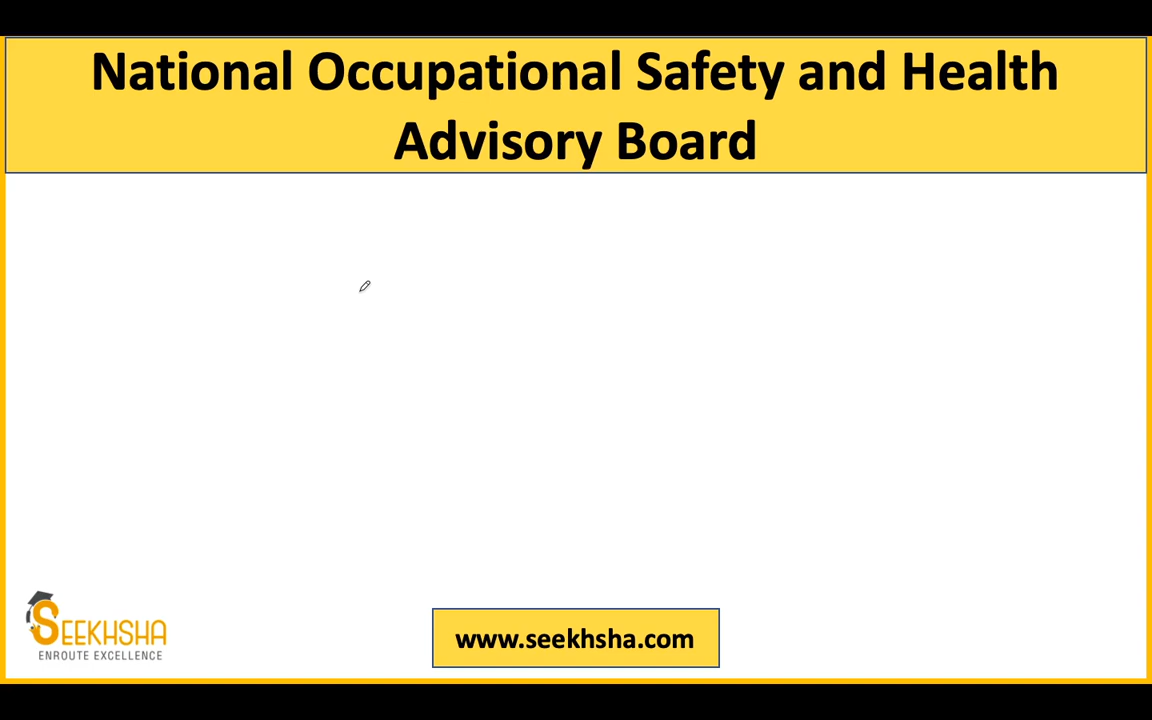 National Occupational Safety and Health
Advisory Board
SEEKHSHA
ENROUTE EXCELLENCE
www.seekhsha.com